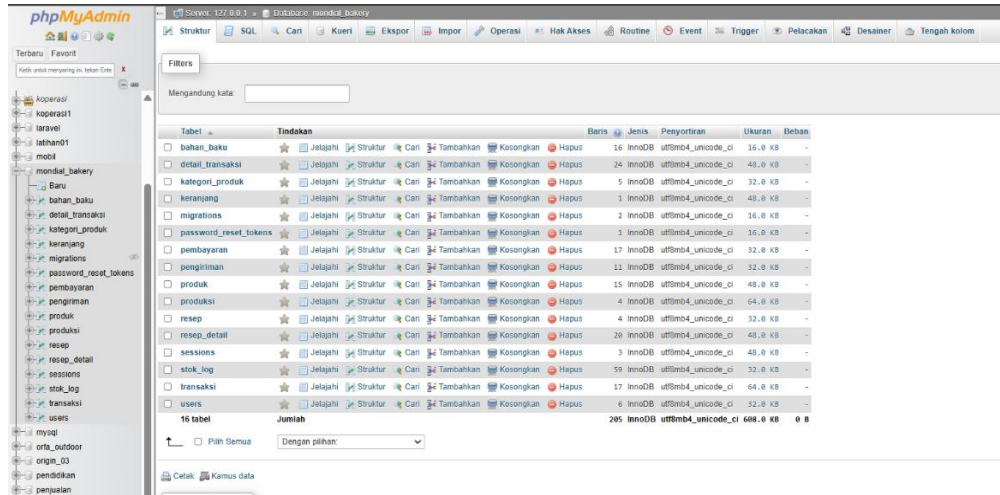 phpMyAdmin
Server: 127.0.0.1 » Database: mondial_bakery
Struktur SQL Cari Kueri Ekspor Impor Operasi Hak Akses Routine Event Trigger Pelacakan Desainer Tengah kolom
Terbaru Favorit
Ketik untuk menyaring ini, tekan Ente X
koperasi
koperasi1
laravel
latihan01
mobil
mondial_bakery
Baru
bahan_baku
detail_transaksi
kategori_produk
keranjang
migrations
password_reset_tokens
pembayaran
pengiriman
produk
produksi
resep
resep_detail
sessions
stok_log
transaksi
users
mysql
orfa_outdoor
origin_03
pendidikan
penjualan
Filters
Mengandung kata:
Tabel Tindakan Baris Jenis Penyortiran Ukuran Beban
bahan_baku Jelajahi Struktur Cari Tambahkan Kosongkan Hapus 16 InnoDB utf8mb4_unicode_ci 16.0 KB -
detail_transaksi Jelajahi Struktur Cari Tambahkan Kosongkan Hapus 24 InnoDB utf8mb4_unicode_ci 48.0 KB -
kategori_produk Jelajahi Struktur Cari Tambahkan Kosongkan Hapus 5 InnoDB utf8mb4_unicode_ci 32.0 KB -
keranjang Jelajahi Struktur Cari Tambahkan Kosongkan Hapus 1 InnoDB utf8mb4_unicode_ci 48.0 KB -
migrations Jelajahi Struktur Cari Tambahkan Kosongkan Hapus 2 InnoDB utf8mb4_unicode_ci 16.0 KB -
password_reset_tokens Jelajahi Struktur Cari Tambahkan Kosongkan Hapus 1 InnoDB utf8mb4_unicode_ci 16.0 KB -
pembayaran Jelajahi Struktur Cari Tambahkan Kosongkan Hapus 17 InnoDB utf8mb4_unicode_ci 32.0 KB -
pengiriman Jelajahi Struktur Cari Tambahkan Kosongkan Hapus 11 InnoDB utf8mb4_unicode_ci 32.0 KB -
produk Jelajahi Struktur Cari Tambahkan Kosongkan Hapus 15 InnoDB utf8mb4_unicode_ci 48.0 KB -
produksi Jelajahi Struktur Cari Tambahkan Kosongkan Hapus 4 InnoDB utf8mb4_unicode_ci 64.0 KB -
resep Jelajahi Struktur Cari Tambahkan Kosongkan Hapus 4 InnoDB utf8mb4_unicode_ci 32.0 KB -
resep_detail Jelajahi Struktur Cari Tambahkan Kosongkan Hapus 20 InnoDB utf8mb4_unicode_ci 48.0 KB -
sessions Jelajahi Struktur Cari Tambahkan Kosongkan Hapus 3 InnoDB utf8mb4_unicode_ci 48.0 KB -
stok_log Jelajahi Struktur Cari Tambahkan Kosongkan Hapus 59 InnoDB utf8mb4_unicode_ci 32.0 KB -
transaksi Jelajahi Struktur Cari Tambahkan Kosongkan Hapus 17 InnoDB utf8mb4_unicode_ci 64.0 KB -
users Jelajahi Struktur Cari Tambahkan Kosongkan Hapus 6 InnoDB utf8mb4_unicode_ci 32.0 KB -
16 tabel Jumlah 205 InnoDB utf8mb4_unicode_ci 608.0 KB 0 B
Pilih Semua Dengan pilihan:
Cetak Kamus data